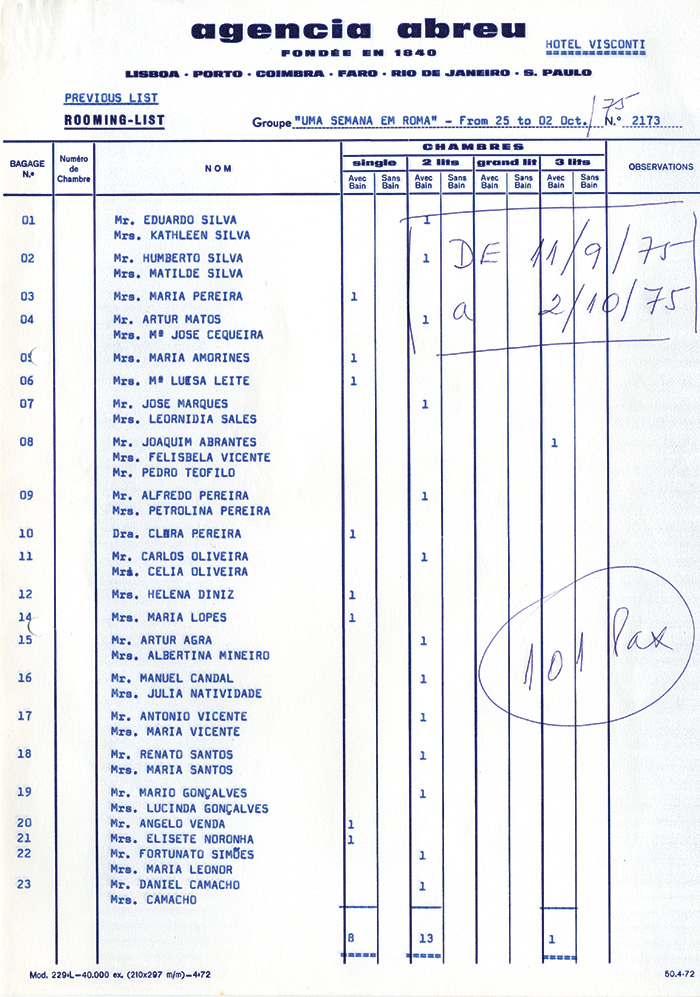 agencia abreu
FONDÉE EN 1840
HOTEL VISCONTI
LISBOA · PORTO · COIMBRA · FARO · RIO DE JANEIRO · S. PAULO
PREVIOUS LIST
ROOMING-LIST Groupe "UMA SEMANA EM ROMA" - From 25 to 02 Oct./75 N.º 2173
BAGAGE N.º Numéro de Chambre NOM CHAMBRES OBSERVATIONS
single 2 lits grand lit 3 lits
Avec Bain Sans Bain Avec Bain Sans Bain Avec Bain Sans Bain Avec Bain Sans Bain
01 Mr. EDUARDO SILVA 1
Mrs. KATHLEEN SILVA
02 Mr. HUMBERTO SILVA 1
Mrs. MATILDE SILVA
DE 11/9/75
03 Mrs. MARIA PEREIRA 1
a 2/10/75
04 Mr. ARTUR MATOS 1
Mrs. Mª JOSE CEQUEIRA
05 Mrs. MARIA AMORINES 1
06 Mrs. Mª LUISA LEITE 1
07 Mr. JOSE MARQUES 1
Mrs. LEORNIDIA SALES
08 Mr. JOAQUIM ABRANTES 1
Mrs. FELISBELA VICENTE
Mr. PEDRO TEOFILO
09 Mr. ALFREDO PEREIRA 1
Mrs. PETROLINA PEREIRA
10 Dra. CLARA PEREIRA 1
11 Mr. CARLOS OLIVEIRA 1
Mrs. CELIA OLIVEIRA
12 Mrs. HELENA DINIZ 1
14 Mrs. MARIA LOPES 1
15 Mr. ARTUR AGRA 1
Mrs. ALBERTINA MINEIRO
101 Pax
16 Mr. MANUEL CANDAL 1
Mrs. JULIA NATIVIDADE
17 Mr. ANTONIO VICENTE 1
Mrs. MARIA VICENTE
18 Mr. RENATO SANTOS 1
Mrs. MARIA SANTOS
19 Mr. MARIO GONÇALVES 1
Mrs. LUCINDA GONÇALVES
20 Mr. ANGELO VENDA 1
21 Mrs. ELISETE NORONHA 1
22 Mr. FORTUNATO SIMÕES 1
Mrs. MARIA LEONOR
23 Mr. DANIEL CAMACHO 1
Mrs. CAMACHO
8 13 1
Mod. 229-L-40.000 ex. (210x297 m/m)-4-72 50.4-72